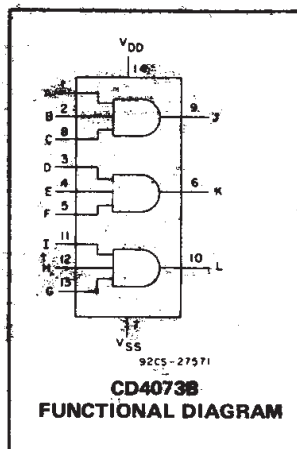 VDD
14
A
B 2
C 8
9 J
D 3
E 4
F 5
6 K
I 11
H 12
G 13
10 L
VSS
92CS-27571
CD4073B
FUNCTIONAL DIAGRAM